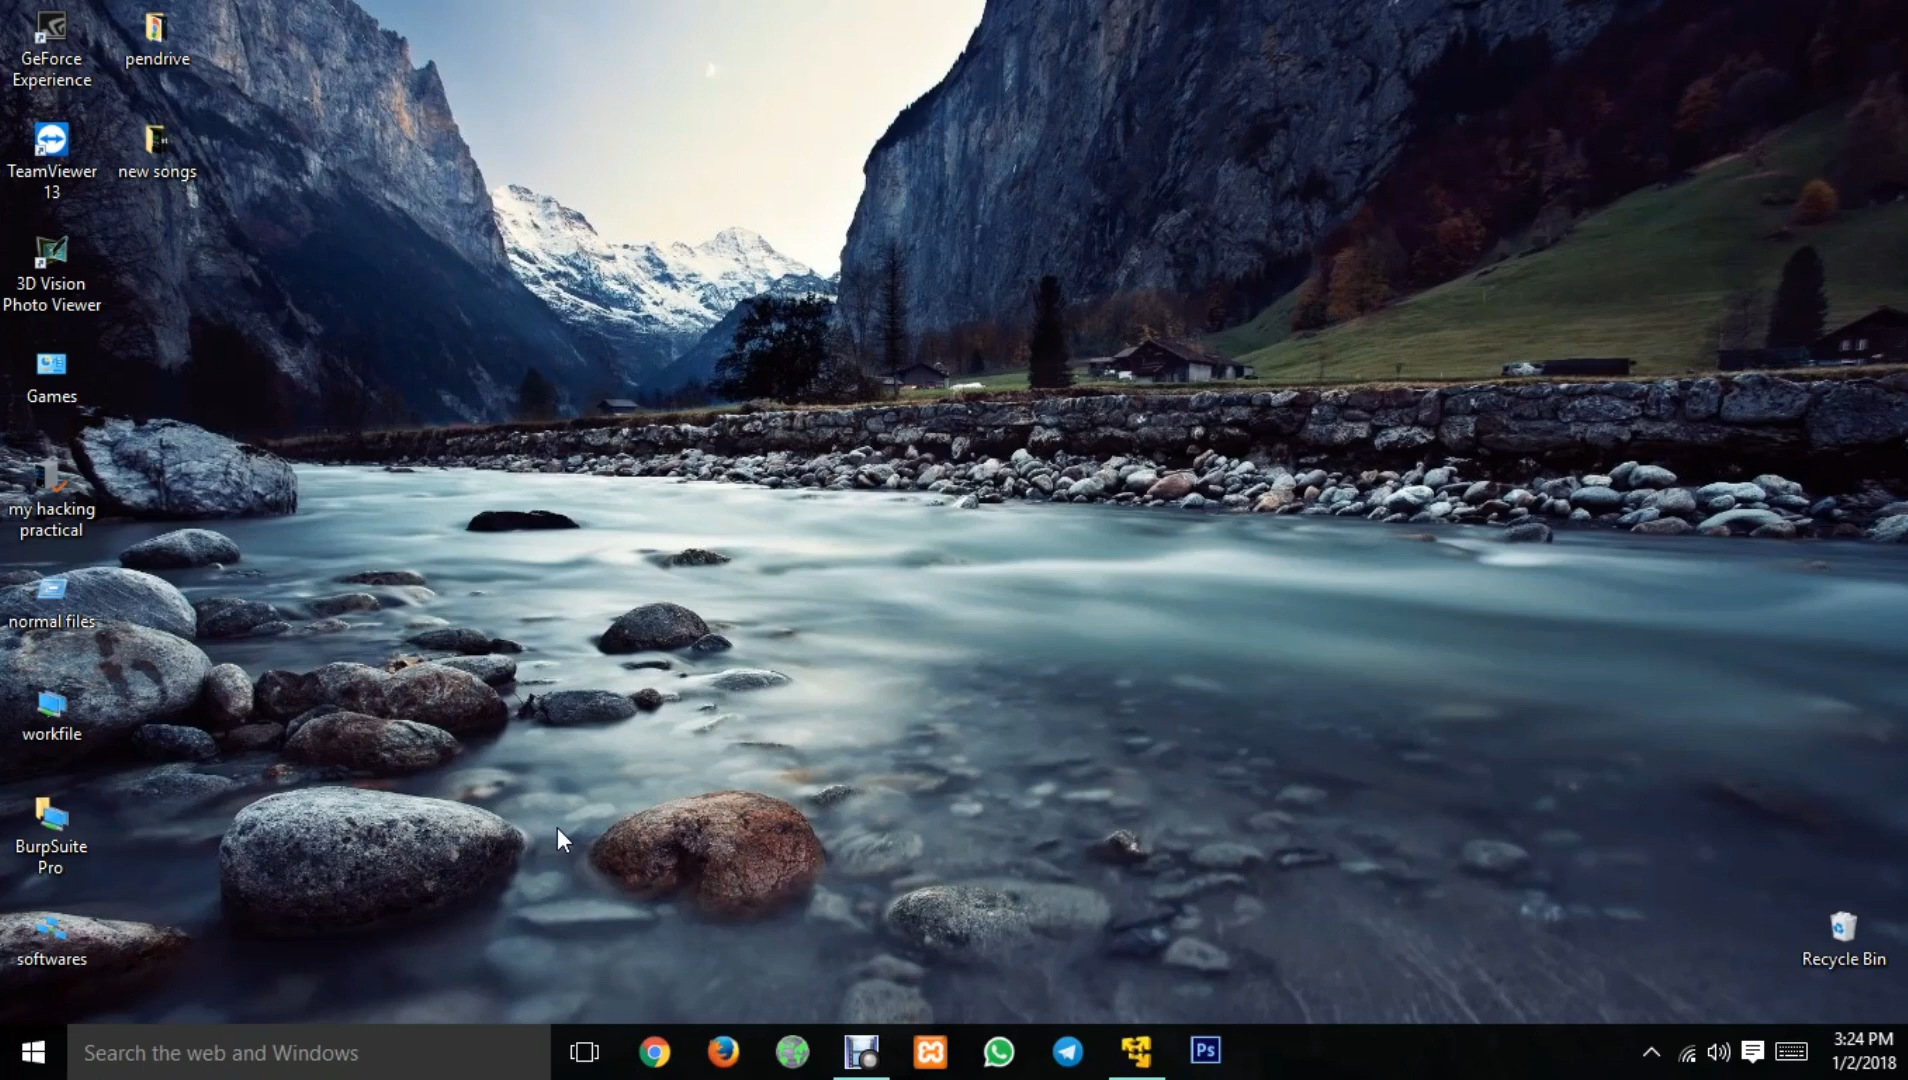 GeForce
Experience
pendrive
TeamViewer
13
new songs
3D Vision
Photo Viewer
Games
my hacking
practical
normal files
workfile
BurpSuite
Pro
softwares
Recycle Bin
Search the web and Windows
Ps
3:24 PM
1/2/2018